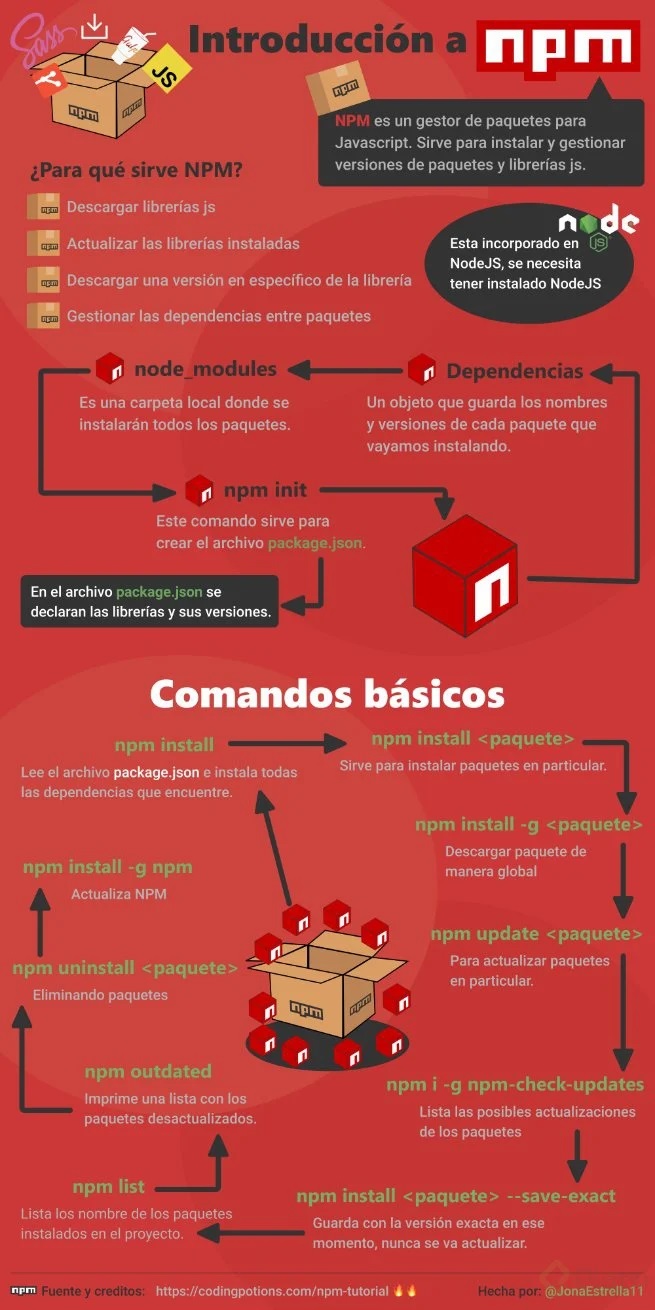 Sass
Gulp
JS
npm
npm
Introducción a npm
npm
NPM es un gestor de paquetes para
Javascript. Sirve para instalar y gestionar
versiones de paquetes y librerías js.
¿Para qué sirve NPM?
npm Descargar librerías js
npm Actualizar las librerías instaladas
npm Descargar una versión en específico de la librería
npm Gestionar las dependencias entre paquetes
node
JS
Esta incorporado en
NodeJS, se necesita
tener instalado NodeJS
node_modules
Es una carpeta local donde se
instalarán todos los paquetes.
Dependencias
Un objeto que guarda los nombres
y versiones de cada paquete que
vayamos instalando.
npm init
Este comando sirve para
crear el archivo package.json.
En el archivo package.json se
declaran las librerías y sus versiones.
Comandos básicos
npm install
Lee el archivo package.json e instala todas
las dependencias que encuentre.
npm install <paquete>
Sirve para instalar paquetes en particular.
npm install -g <paquete>
Descargar paquete de
manera global
npm update <paquete>
Para actualizar paquetes
en particular.
npm i -g npm-check-updates
Lista las posibles actualizaciones
de los paquetes
npm install <paquete> --save-exact
Guarda con la versión exacta en ese
momento, nunca se va actualizar.
npm list
Lista los nombre de los paquetes
instalados en el proyecto.
npm outdated
Imprime una lista con los
paquetes desactualizados.
npm uninstall <paquete>
Eliminando paquetes
npm install -g npm
Actualiza NPM
npm
npm
npm Fuente y creditos: https://codingpotions.com/npm-tutorial 🔥🔥
Hecha por: @JonaEstrella11